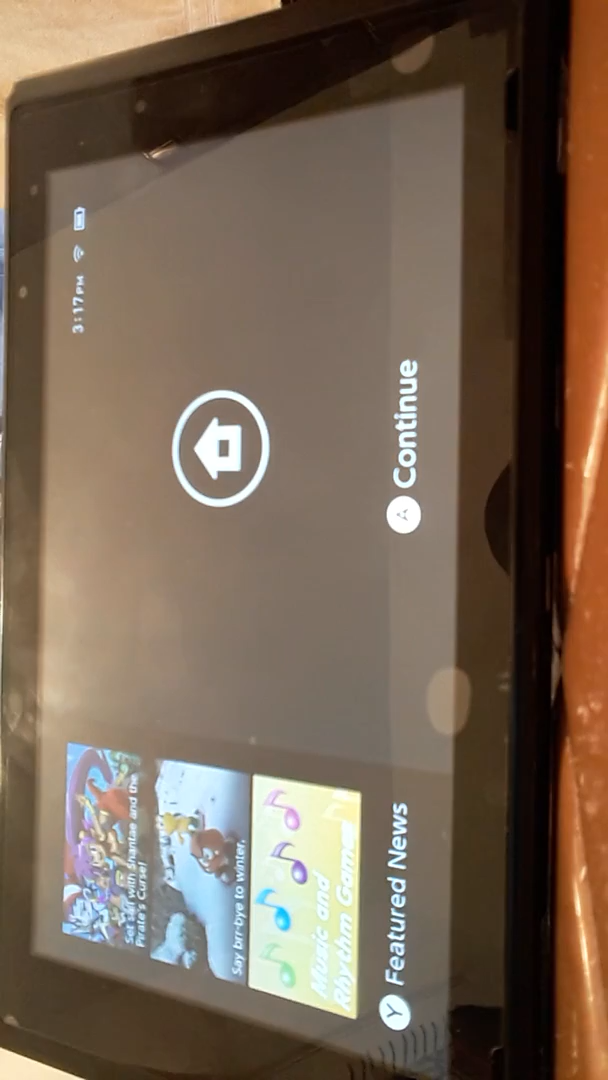 3:17 PM
Set sail with Shantae and the
Pirate's Curse!
Say brr-bye to winter.
Music and
Rhythm Games
Y Featured News
A Continue